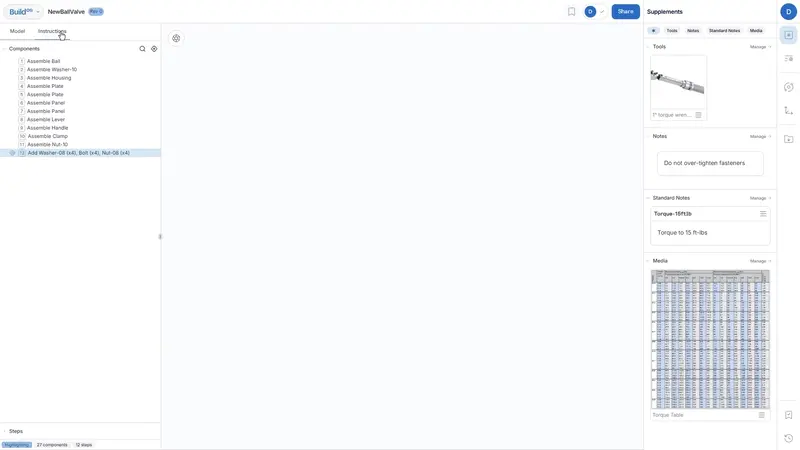 BuildOS
NewBallValve
Share
Supplements
D
D
Model
Instructions
Tools
Notes
Standard Notes
Media
Components
Tools
Manage
1 Assemble Ball
2 Assemble Washer-10
3 Assemble Housing
4 Assemble Plate
5 Assemble Plate
6 Assemble Panel
7 Assemble Panel
8 Assemble Lever
9 Assemble Handle
10 Assemble Clamp
11 Assemble Nut-10
12 Add Washer-08 (x4), Bolt (x4), Nut-08 (x4)
1" torque wren...
Notes
Manage
Do not over-tighten fasteners
Standard Notes
Manage
Torque-15ftlb
Torque to 15 ft-lbs
Media
Manage
Torque Table
Steps
Highlighting
27 components
12 steps